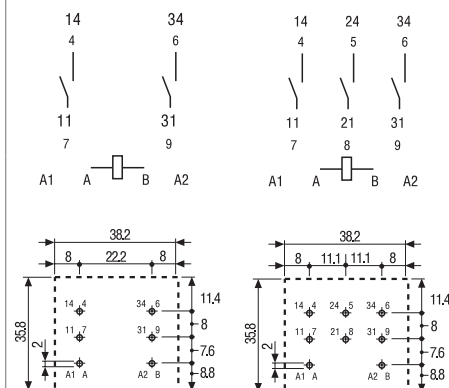 14 34
4 6
11 31
7 9
A1 A B A2
14 24 34
4 5 6
11 21 31
7 8 9
A1 A B A2
38.2
8 22.2 8
35.8
2
14 4 34 6
11 7 31 9
A1 A A2 B
11.4
8
7.6
8.8
38.2
8 11.1 11.1 8
35.8
2
14 4 24 5 34 6
11 7 21 8 31 9
A1 A A2 B
11.4
8
7.6
8.8